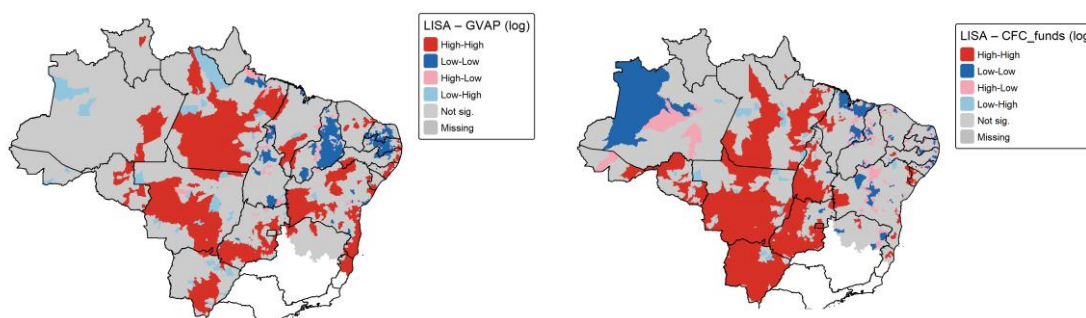 LISA – GVAP (log)
High-High
Low-Low
High-Low
Low-High
Not sig.
Missing
LISA – CFC_funds (log
High-High
Low-Low
High-Low
Low-High
Not sig.
Missing